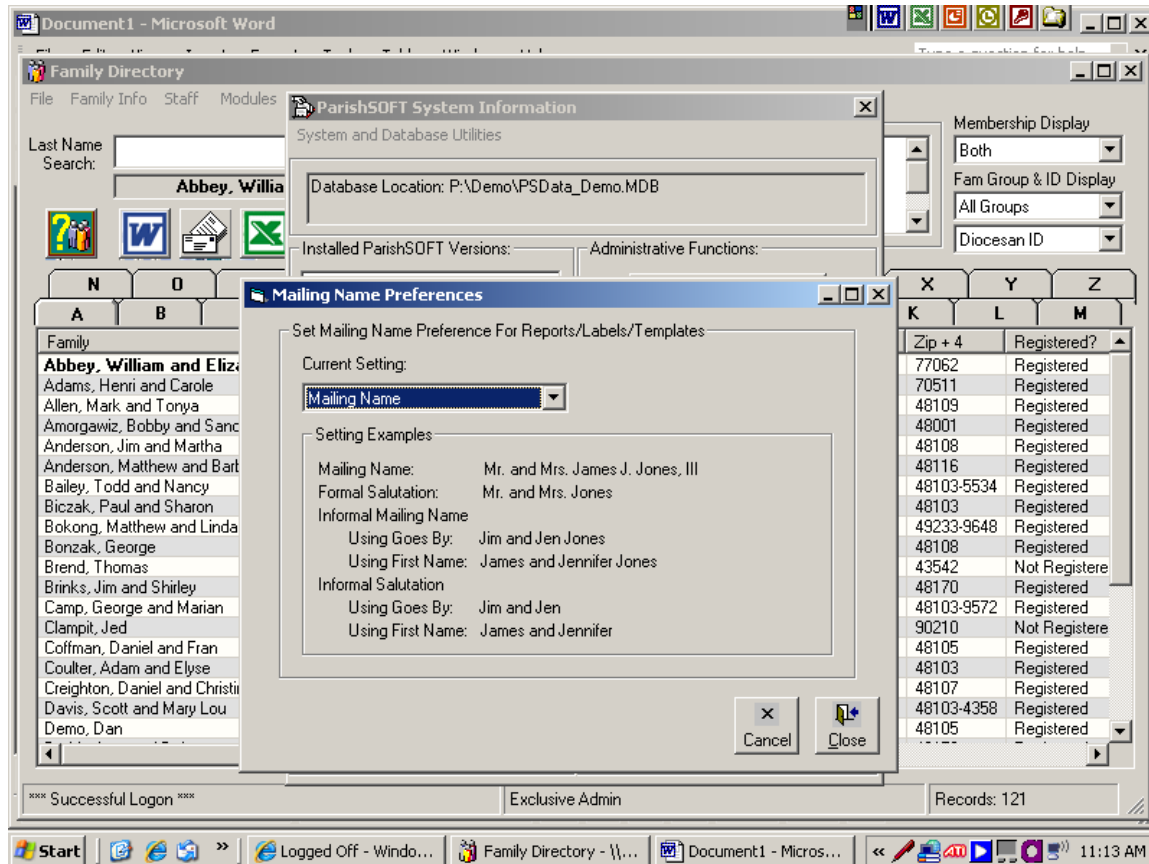 Document1 - Microsoft Word
Type a question for help
Family Directory
File Family Info Staff Modules
Last Name Search:
Abbey, Willia
Membership Display
Both
Fam Group & ID Display
All Groups
Diocesan ID
ParishSOFT System Information
System and Database Utilities
Database Location: P:\Demo\PSData_Demo.MDB
Installed ParishSOFT Versions:
Administrative Functions:
N O X Y Z
A B K L M
Mailing Name Preferences
Set Mailing Name Preference For Reports/Labels/Templates
Current Setting:
Mailing Name
Setting Examples
Mailing Name: Mr. and Mrs. James J. Jones, III
Formal Salutation: Mr. and Mrs. Jones
Informal Mailing Name
Using Goes By: Jim and Jen Jones
Using First Name: James and Jennifer Jones
Informal Salutation
Using Goes By: Jim and Jen
Using First Name: James and Jennifer
Cancel
Close
Family Zip + 4 Registered?
Abbey, William and Eliza 77062 Registered
Adams, Henri and Carole 70511 Registered
Allen, Mark and Tonya 48109 Registered
Amorgawiz, Bobby and Sanc 48001 Registered
Anderson, Jim and Martha 48108 Registered
Anderson, Matthew and Barb 48116 Registered
Bailey, Todd and Nancy 48103-5534 Registered
Biczak, Paul and Sharon 48103 Registered
Bokong, Matthew and Linda 49233-9648 Registered
Bonzak, George 48108 Registered
Brend, Thomas 43542 Not Registere
Brinks, Jim and Shirley 48170 Registered
Camp, George and Marian 48103-9572 Registered
Clampit, Jed 90210 Not Registere
Coffman, Daniel and Fran 48105 Registered
Coulter, Adam and Elyse 48103 Registered
Creighton, Daniel and Christi 48107 Registered
Davis, Scott and Mary Lou 48103-4358 Registered
Demo, Dan 48105 Registered
*** Successful Logon *** Exclusive Admin Records: 121
Start » Logged Off - Windo... Family Directory - \\... Document1 - Micros... « 11:13 AM